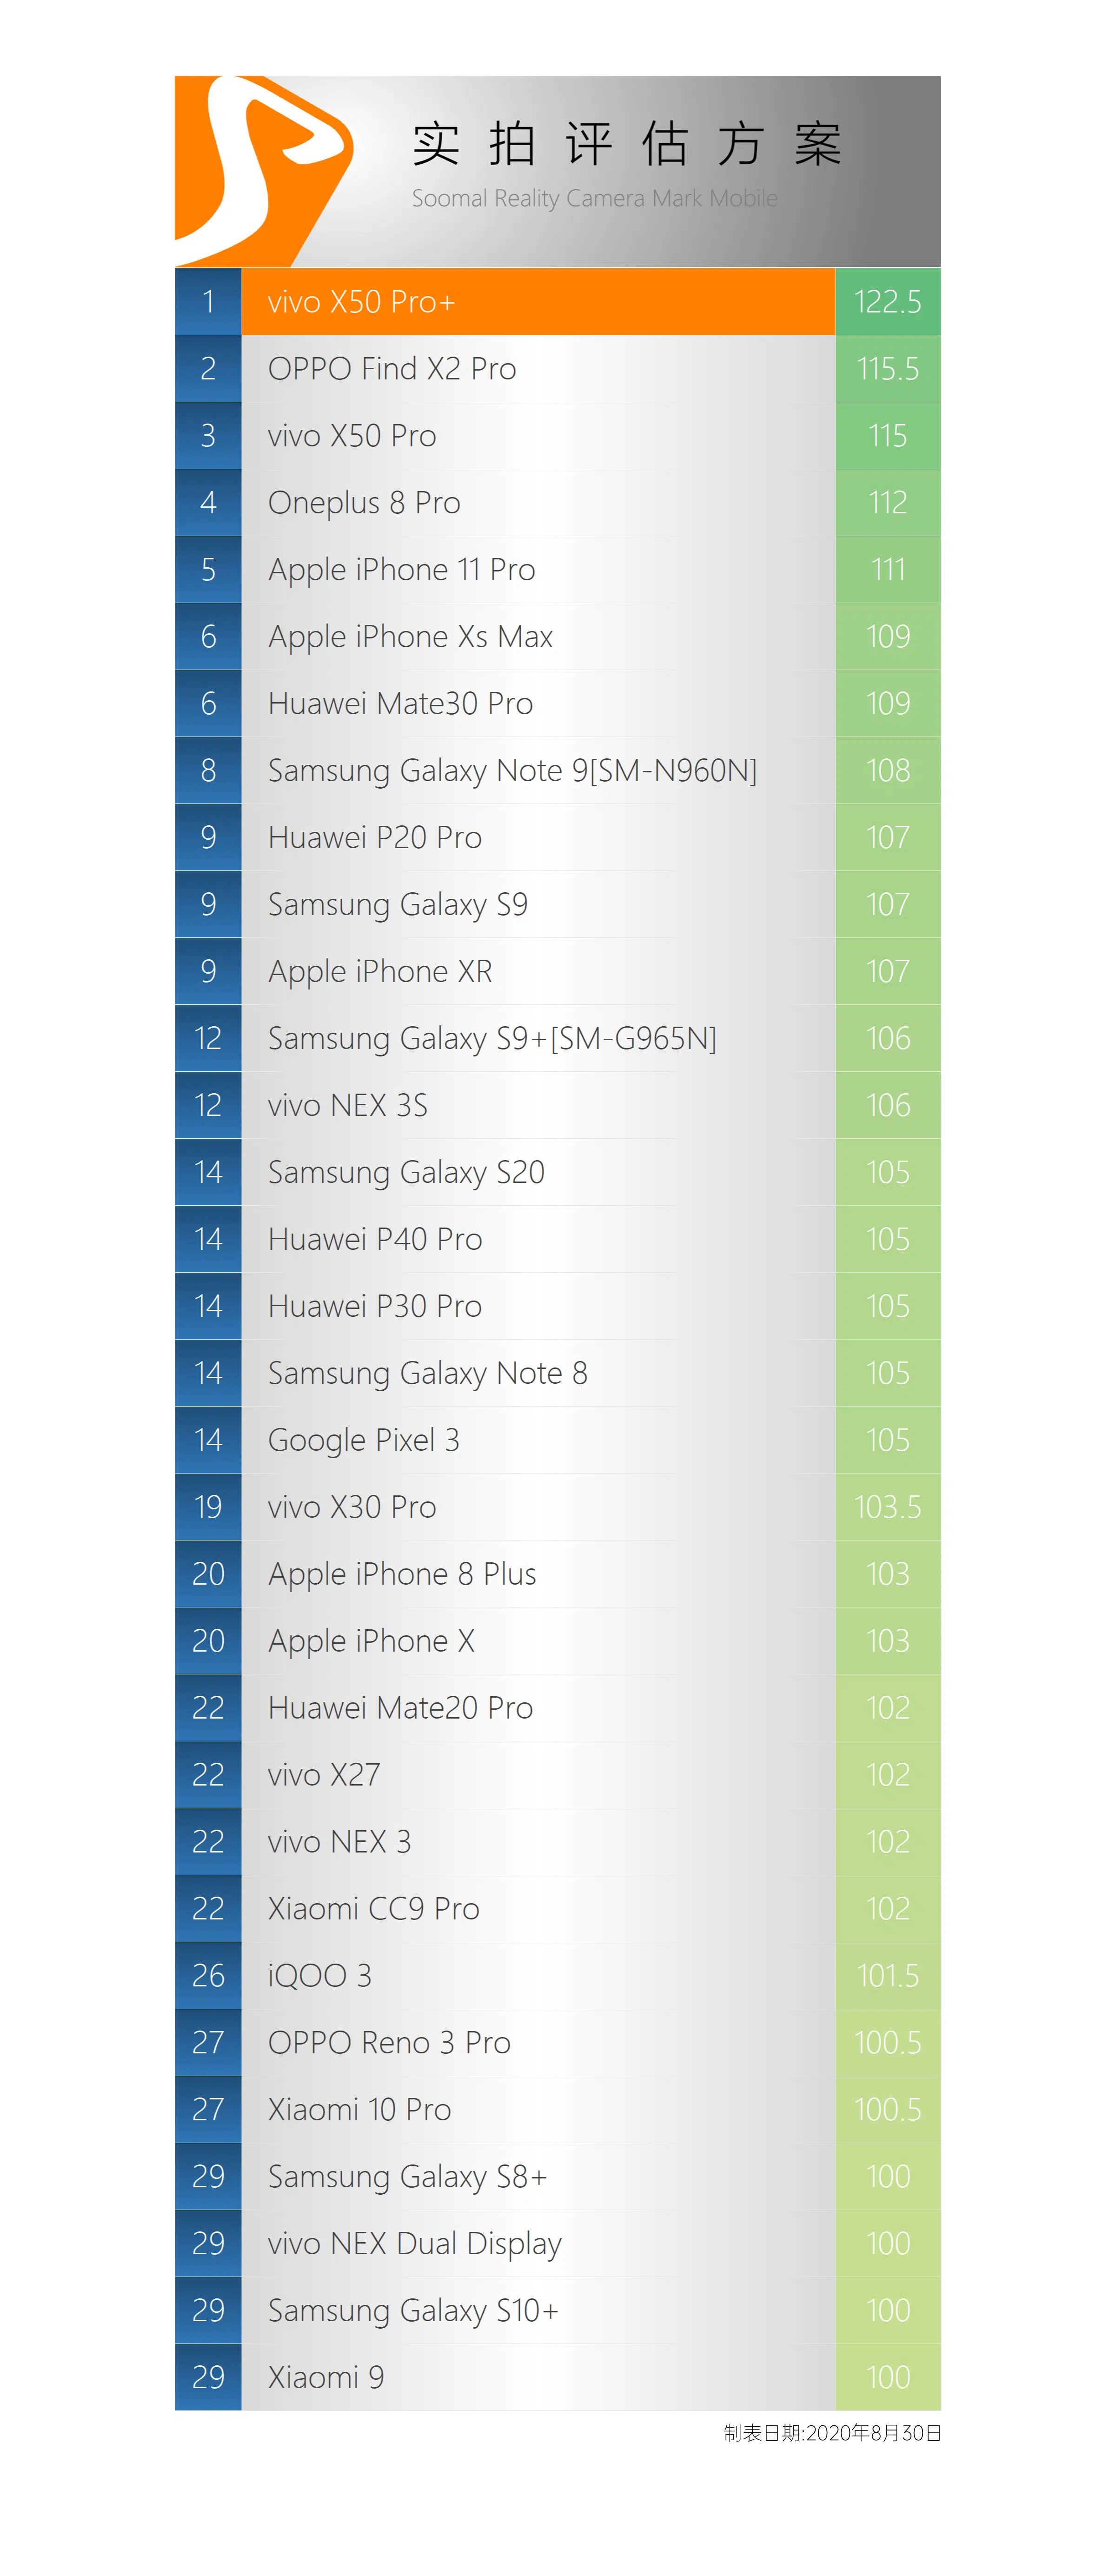 实拍评估方案
Soomal Reality Camera Mark Mobile
1 vivo X50 Pro+ 122.5
2 OPPO Find X2 Pro 115.5
3 vivo X50 Pro 115
4 Oneplus 8 Pro 112
5 Apple iPhone 11 Pro 111
6 Apple iPhone Xs Max 109
6 Huawei Mate30 Pro 109
8 Samsung Galaxy Note 9[SM-N960N] 108
9 Huawei P20 Pro 107
9 Samsung Galaxy S9 107
9 Apple iPhone XR 107
12 Samsung Galaxy S9+[SM-G965N] 106
12 vivo NEX 3S 106
14 Samsung Galaxy S20 105
14 Huawei P40 Pro 105
14 Huawei P30 Pro 105
14 Samsung Galaxy Note 8 105
14 Google Pixel 3 105
19 vivo X30 Pro 103.5
20 Apple iPhone 8 Plus 103
20 Apple iPhone X 103
22 Huawei Mate20 Pro 102
22 vivo X27 102
22 vivo NEX 3 102
22 Xiaomi CC9 Pro 102
26 iQOO 3 101.5
27 OPPO Reno 3 Pro 100.5
27 Xiaomi 10 Pro 100.5
29 Samsung Galaxy S8+ 100
29 vivo NEX Dual Display 100
29 Samsung Galaxy S10+ 100
29 Xiaomi 9 100
制表日期:2020年8月30日